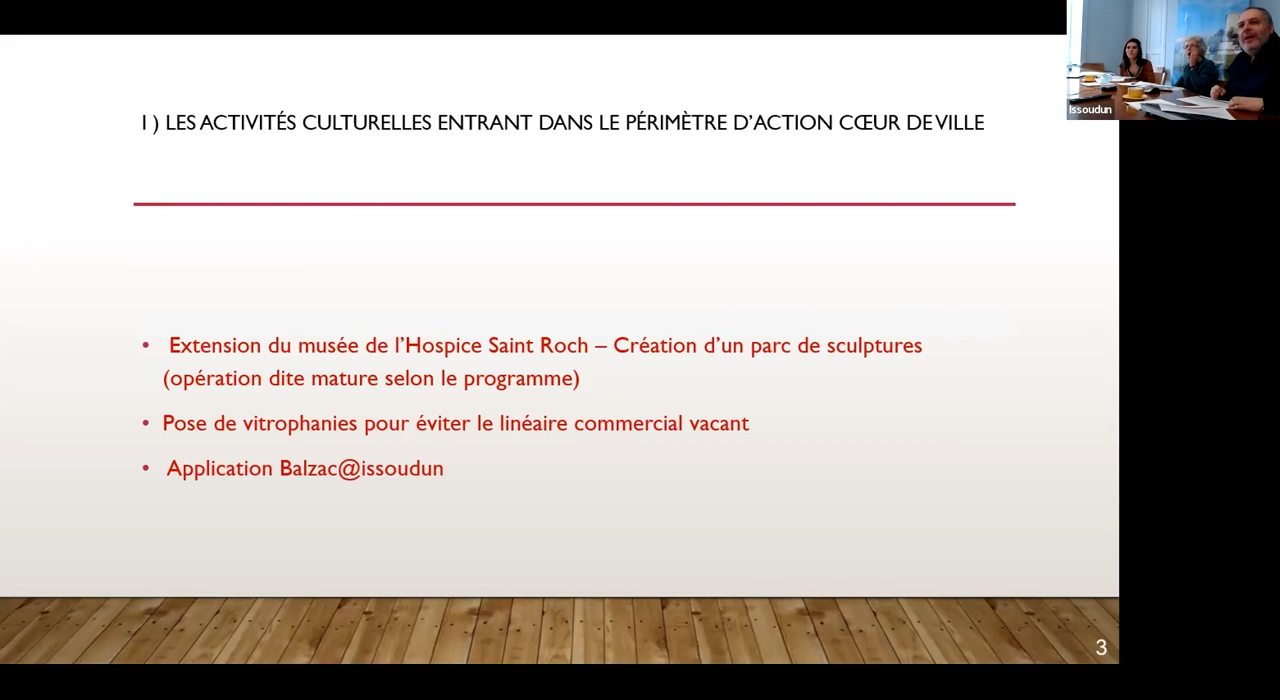 Issoudun
1) LES ACTIVITÉS CULTURELLES ENTRANT DANS LE PÉRIMÈTRE D’ACTION CŒUR DE VILLE
• Extension du musée de l’Hospice Saint Roch – Création d’un parc de sculptures
(opération dite mature selon le programme)
• Pose de vitrophanies pour éviter le linéaire commercial vacant
• Application Balzac@issoudun
3